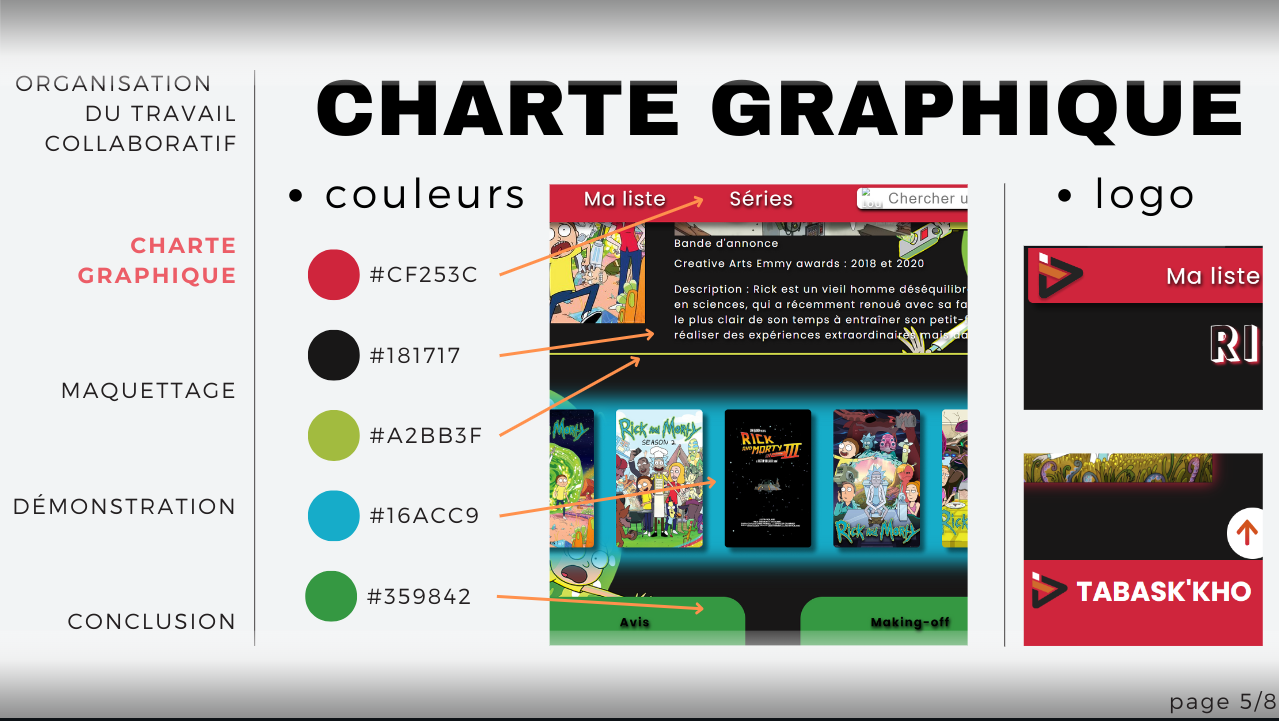 ORGANISATION
DU TRAVAIL
COLLABORATIF
CHARTE
GRAPHIQUE
MAQUETTAGE
DÉMONSTRATION
CONCLUSION
CHARTE GRAPHIQUE
• couleurs
#CF253C
#181717
#A2BB3F
#16ACC9
#359842
Ma liste Séries Chercher u
Bande d'annonce
Creative Arts Emmy awards : 2018 et 2020
Description : Rick est un vieil homme déséquilibr
en sciences, qui a récemment renoué avec sa fa
le plus clair de son temps à entraîner son petit-f
réaliser des expériences extraordinaires mais
Rick and Morty
SEASON 2
RICK
AND MORTY
III
Rick and Morty
Avis Making-off
• logo
Ma liste
RI
TABASK'KHO
page 5/8